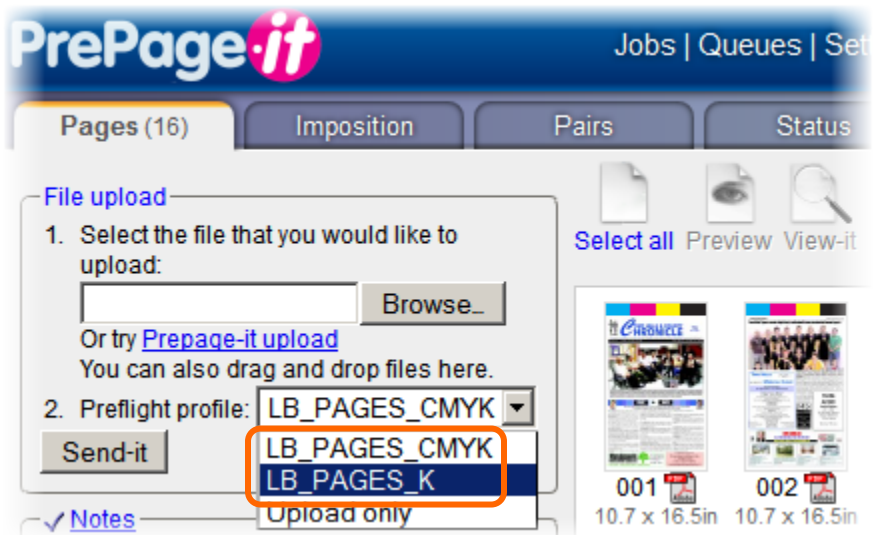 PrePage-it
Jobs | Queues | Set
Pages (16)
Imposition
Pairs
Status
File upload
1. Select the file that you would like to
upload:
Browse...
Or try Prepage-it upload
You can also drag and drop files here.
2. Preflight profile: LB_PAGES_CMYK
Send-it
LB_PAGES_CMYK
LB_PAGES_K
Upload only
Notes
Select all Preview View-it
CHRONICLE
001
002
10.7 x 16.5in
10.7 x 16.5in